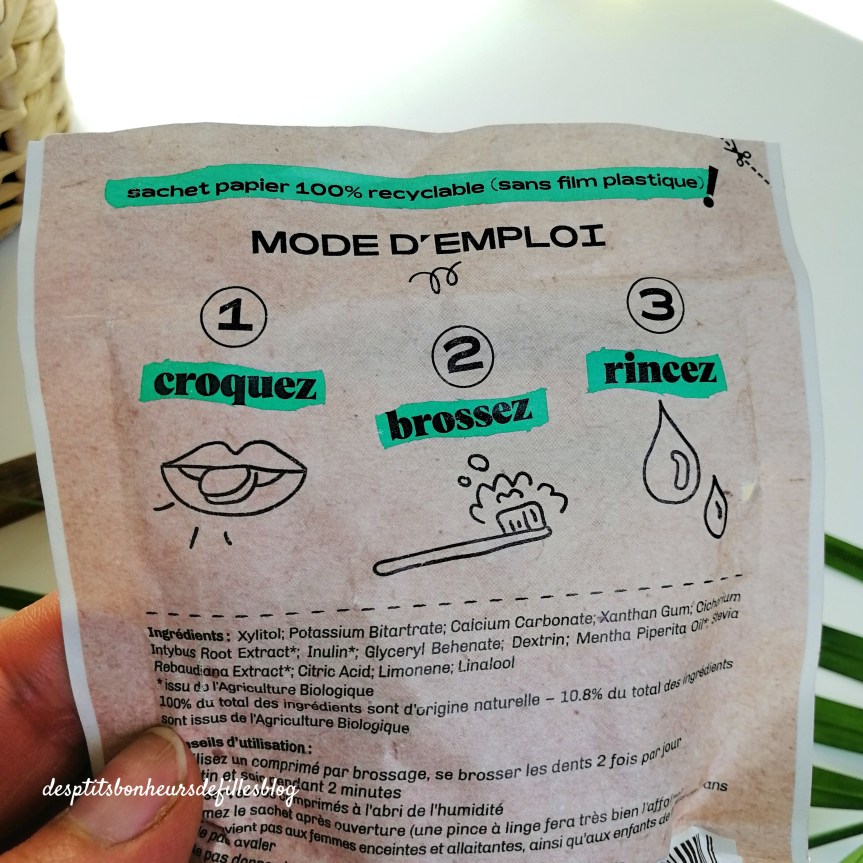 sachet papier 100% recyclable (sans film plastique)!
MODE D'EMPLOI
1
croquez
2
brossez
3
rincez
Ingrédients: Xylitol; Potassium Bitartrate; Calcium Carbonate; Xanthan Gum; Cichorium
Intybus Root Extract*; Inulin*; Glyceryl Behenate; Dextrin; Mentha Piperita Oil*; Stevia
Rebaudiana Extract*; Citric Acid; Limonene; Linalool
*issu de l'Agriculture Biologique
100% du total des ingrédients sont d'origine naturelle – 10.8% du total des ingrédients
sont issus de l'Agriculture Biologique
d'utilisation:
un comprimé par brossage, se brosser les dents 2 fois par jour
et soir pendant 2 minutes
comprimés à l'abri de l'humidité
le sachet après ouverture (une pince à linge fera très bien ans
pas aux femmes enceintes et allaitantes, ainsi qu'aux enfants de
pas avaler
pas
desptitsbonheursdefillesblog